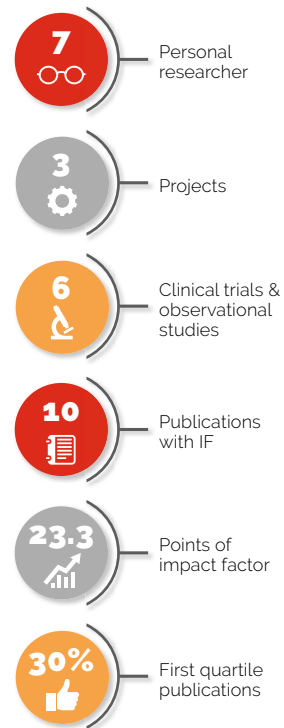 7
Personal
researcher
3
Projects
6
Clinical trials &
observational
studies
10
Publications
with IF
23.3
Points of
impact factor
30%
First quartile
publications